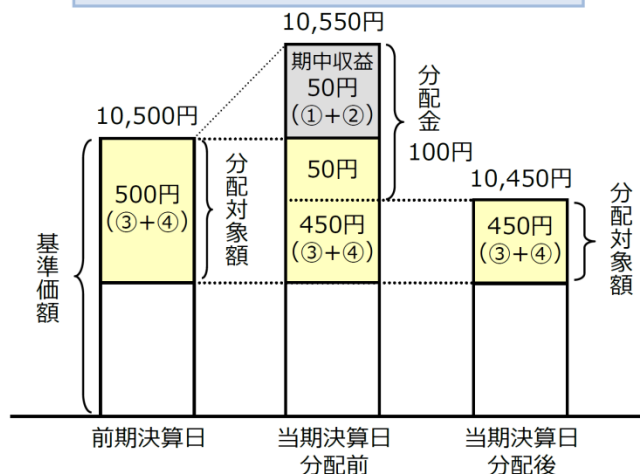 10,550円
期中収益
50円
(①+②)
分配金
100円
10,500円
500円
(③+④)
分配対象額
50円
450円
(③+④)
10,450円
450円
(③+④)
分配対象額
基準価額
前期決算日
当期決算日
分配前
当期決算日
分配後